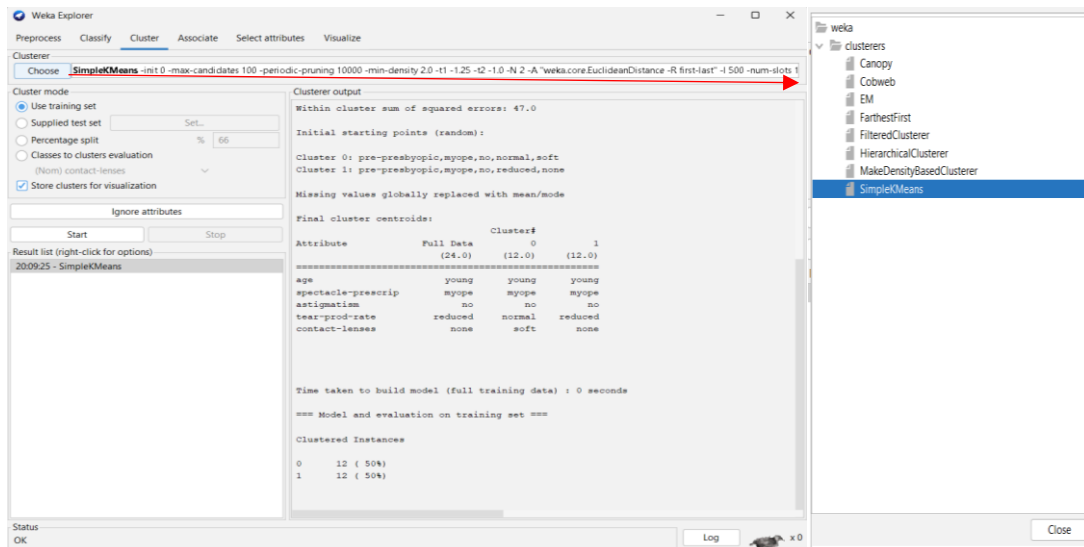 Weka Explorer
Preprocess Classify Cluster Associate Select attributes Visualize
Clusterer
Choose SimpleKMeans -init 0 -max-candidates 100 -periodic-pruning 10000 -min-density 2.0 -t1 -1.25 -t2 -1.0 -N 2 -A "weka.core.EuclideanDistance -R first-last" -I 500 -num-slots 1
Cluster mode
Use training set
Supplied test set Set...
Percentage split % 66
Classes to clusters evaluation
(Nom) contact-lenses
Store clusters for visualization
Ignore attributes
Start Stop
Result list (right-click for options)
20:09:25 - SimpleKMeans
Clusterer output
Within cluster sum of squared errors: 47.0
Initial starting points (random):
Cluster 0: pre-presbyopic,myope,no,normal,soft
Cluster 1: pre-presbyopic,myope,no,reduced,none
Missing values globally replaced with mean/mode
Final cluster centroids:
Cluster#
Attribute Full Data 0 1
(24.0) (12.0) (12.0)
==========================================================
age young young young
spectacle-prescrip myope myope myope
astigmatism no no no
tear-prod-rate reduced normal reduced
contact-lenses none soft none
Time taken to build model (full training data) : 0 seconds
=== Model and evaluation on training set ===
Clustered Instances
0 12 ( 50%)
1 12 ( 50%)
Status
OK
Log x 0
weka
clusterers
Canopy
Cobweb
EM
FarthestFirst
FilteredClusterer
HierarchicalClusterer
MakeDensityBasedClusterer
SimpleKMeans
Close